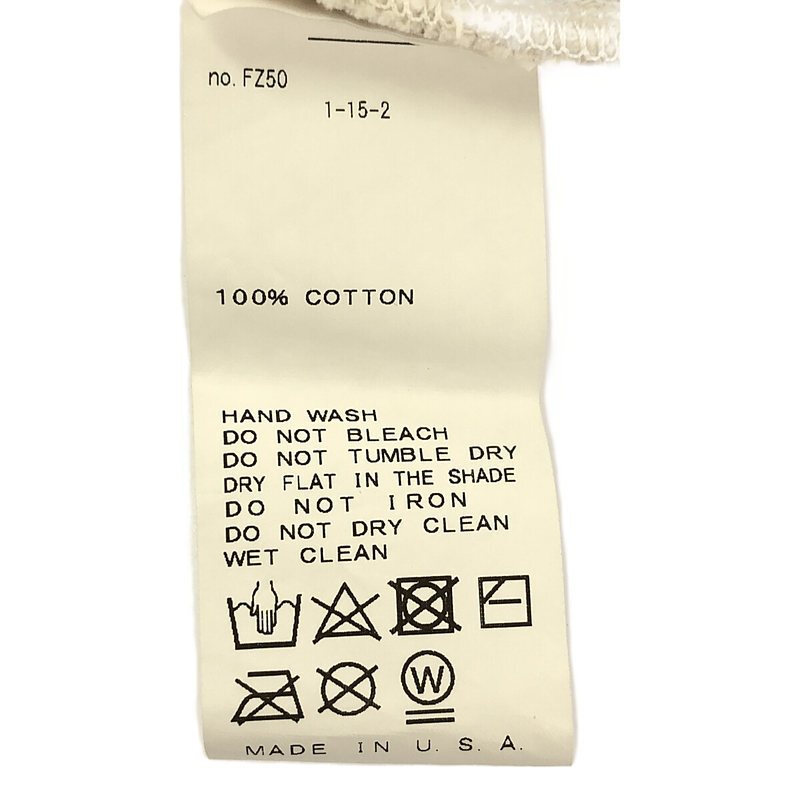 no. FZ50
1-15-2
100% COTTON
HAND WASH
DO NOT BLEACH
DO NOT TUMBLE DRY
DRY FLAT IN THE SHADE
DO NOT IRON
DO NOT DRY CLEAN
WET CLEAN
W
MADE IN U. S. A.